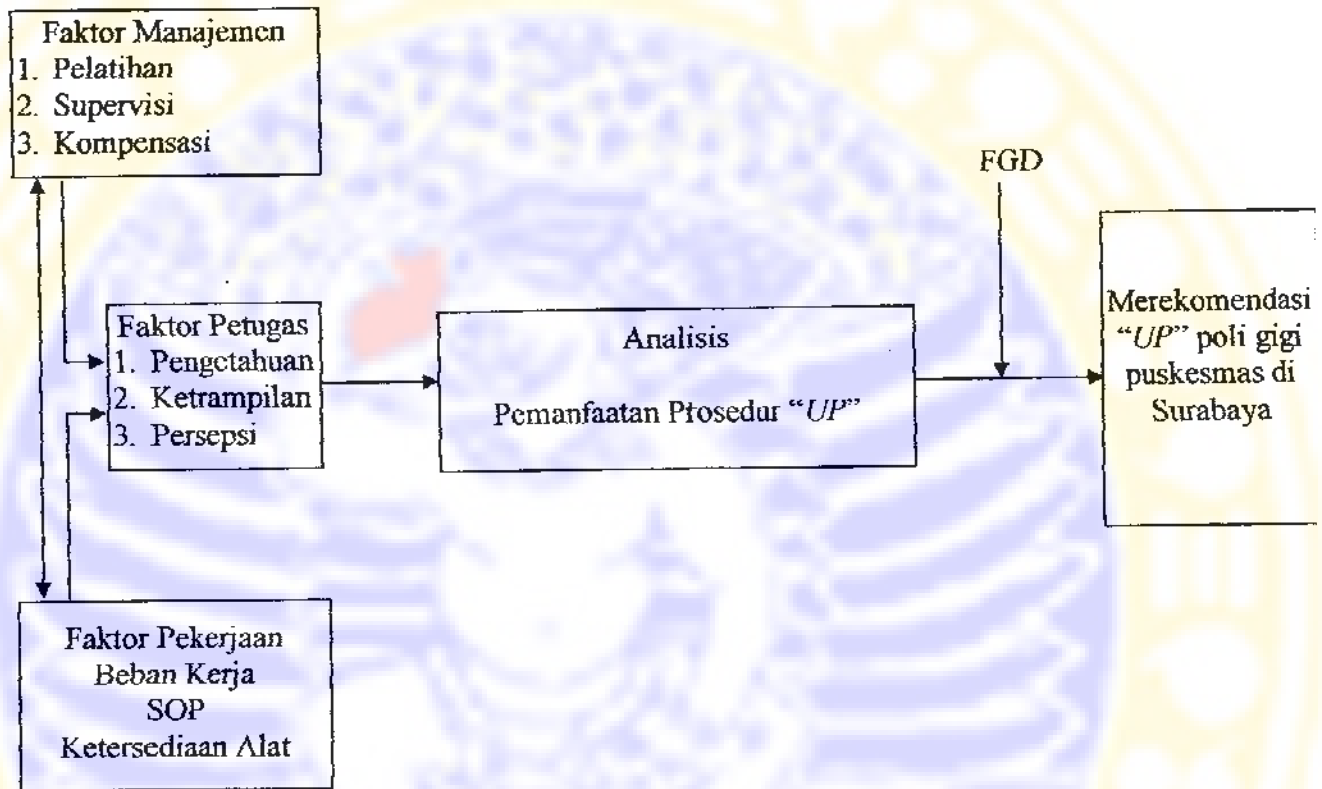 Faktor Manajemen
1. Pelatihan
2. Supervisi
3. Kompensasi
FGD
Faktor Petugas
1. Pengetahuan
2. Ketrampilan
3. Persepsi
Analisis
Pemanfaatan Prosedur “UP”
Merekomendasi
“UP” poli gigi
puskesmas di
Surabaya
Faktor Pekerjaan
Beban Kerja
SOP
Ketersediaan Alat